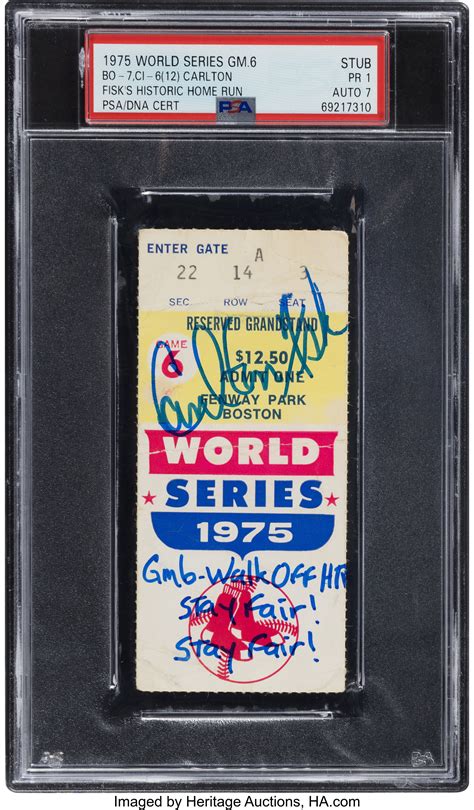 1975 WORLD SERIES GM.6 STUB
BO - 7,CI - 6(12) CARLTON PR 1
FISK'S HISTORIC HOME RUN AUTO 7
PSA/DNA CERT PSA 69217310
ENTER GATE A
22 14 3
SEC ROW SEAT
RESERVED GRANDSTAND
GAME
6
$12.50
ADMIT ONE
FENWAY PARK
BOSTON
Carlton Fisk
WORLD
SERIES
1975
Gm6-Walk Off HR
Stay Fair!
Stay Fair!
Imaged by Heritage Auctions, HA.com